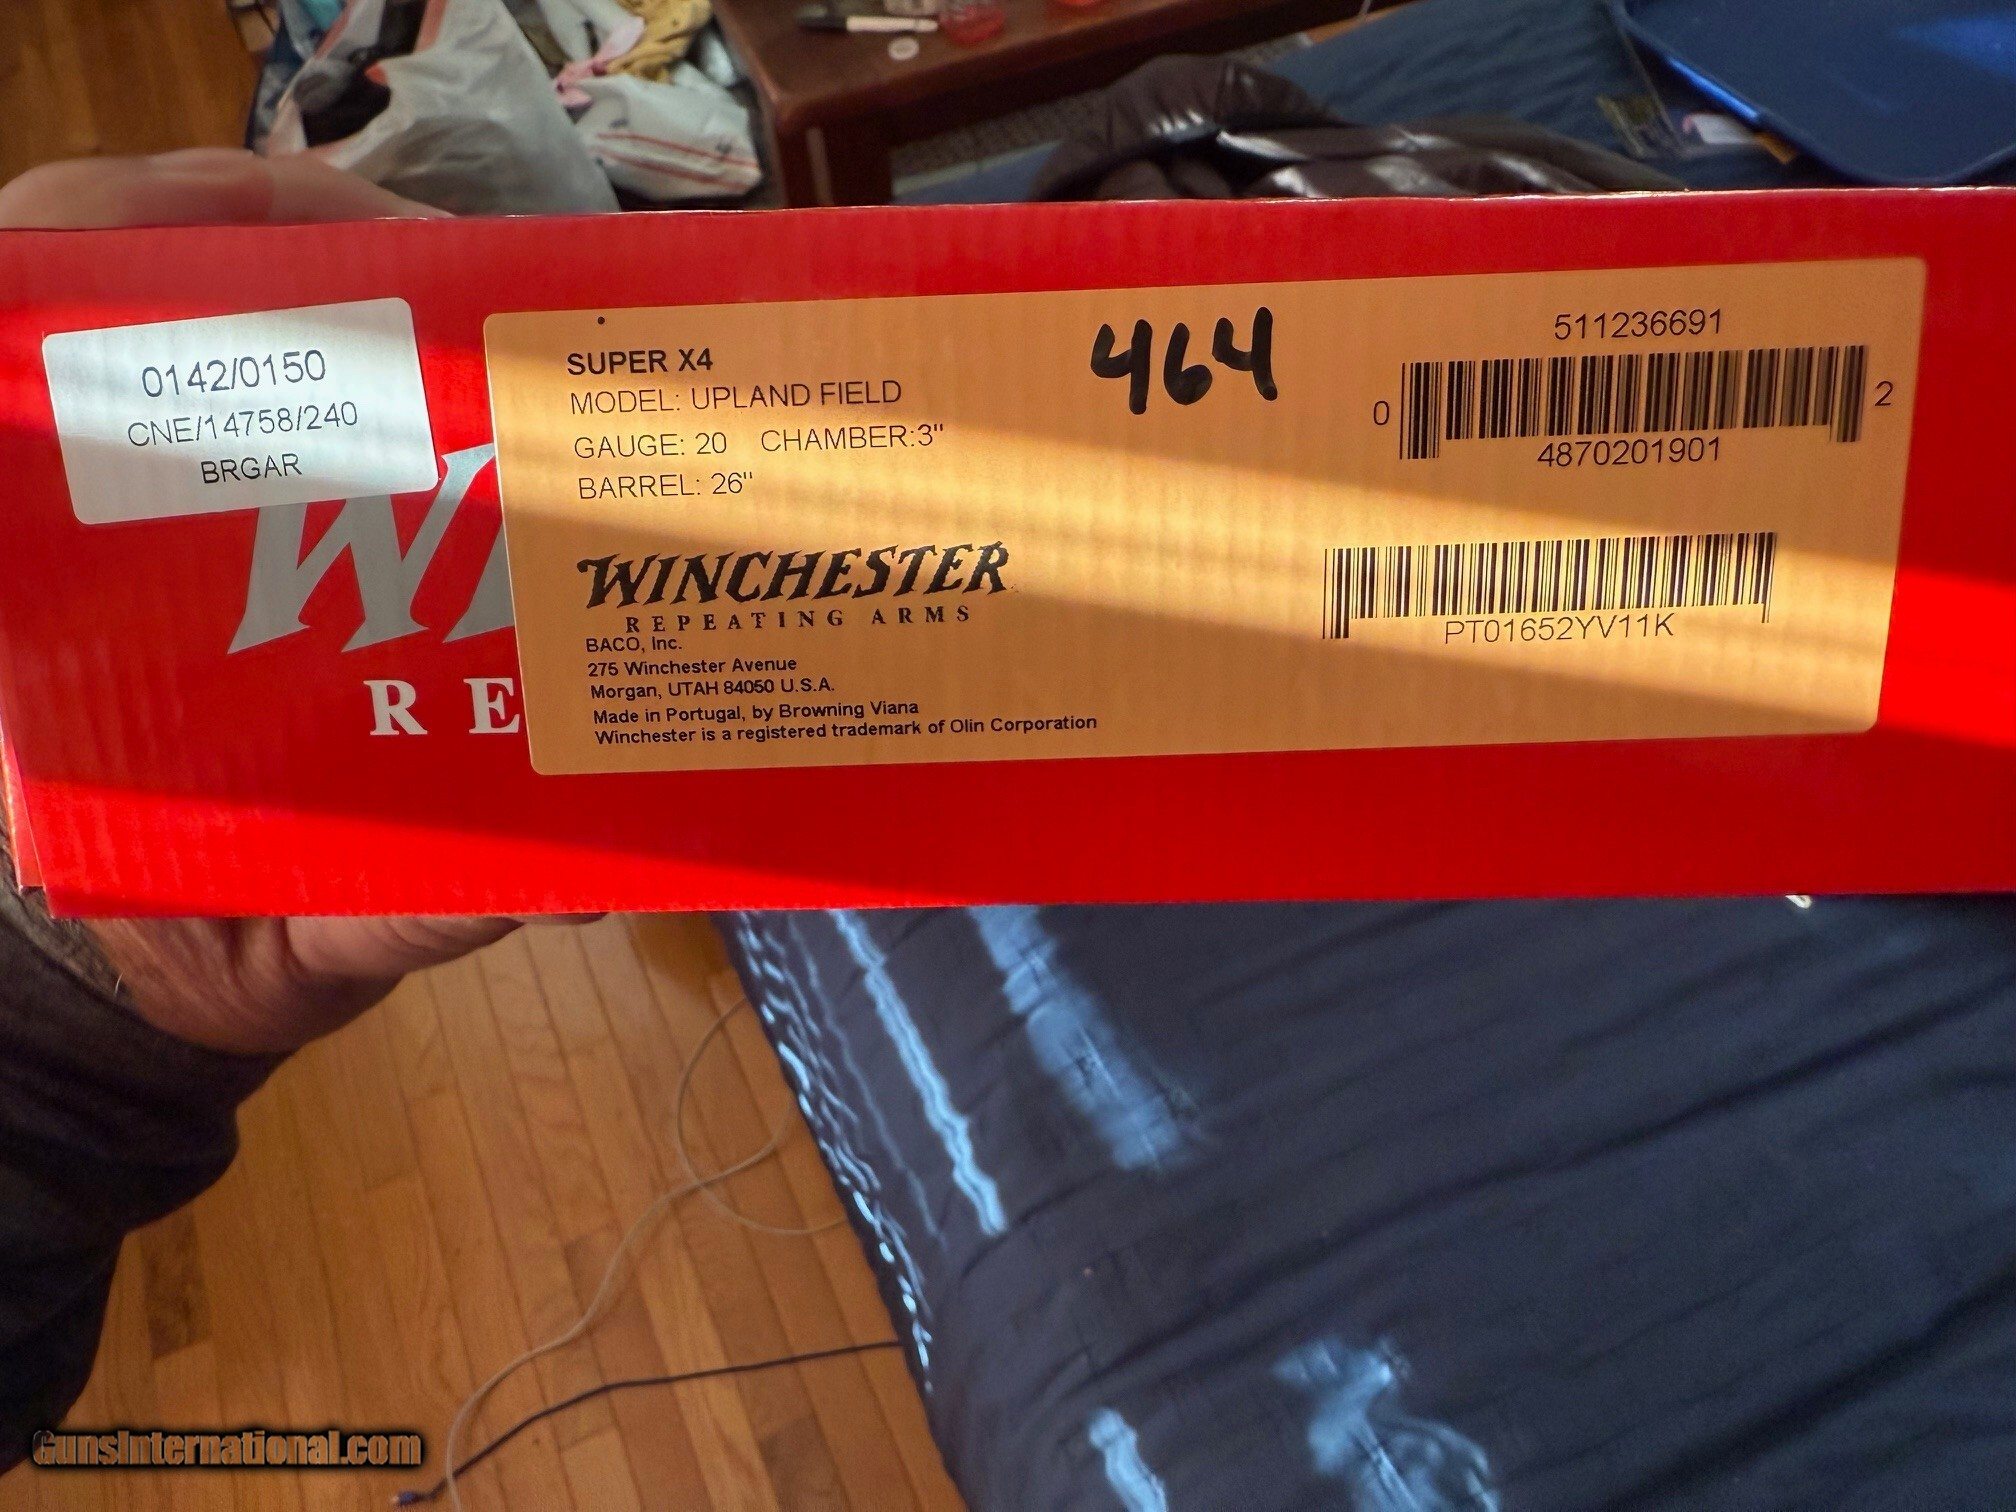 0142/0150
CNE/14758/240
BRGAR
W
RE
SUPER X4
MODEL: UPLAND FIELD
GAUGE: 20 CHAMBER:3"
BARREL: 26"
WINCHESTER
REPEATING ARMS
BACO, Inc.
275 Winchester Avenue
Morgan, UTAH 84050 U.S.A.
Made in Portugal, by Browning Viana
Winchester is a registered trademark of Olin Corporation
464
511236691
0 4870201901 2
PT01652YV11K
GunsInternational.com